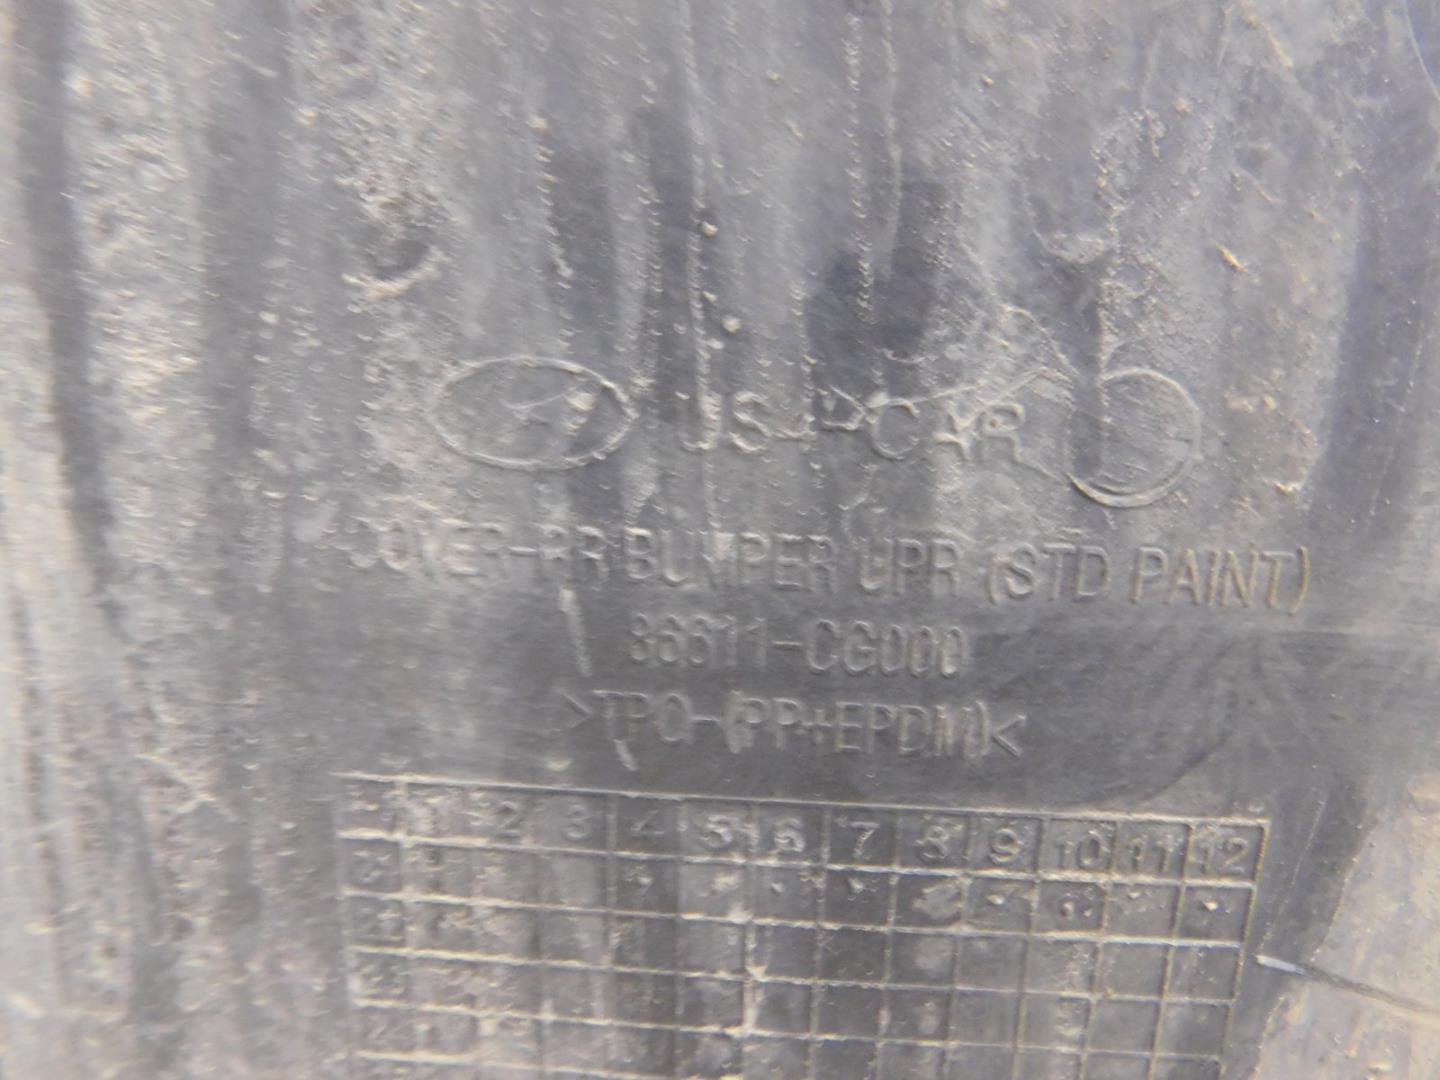 US-CAR
COVER-RR BUMPER UPR (STD PAINT)
86611-CG000
>TPO-(PP+EPDM)<
1 2 3 4 5 6 7 8 9 10 11 12